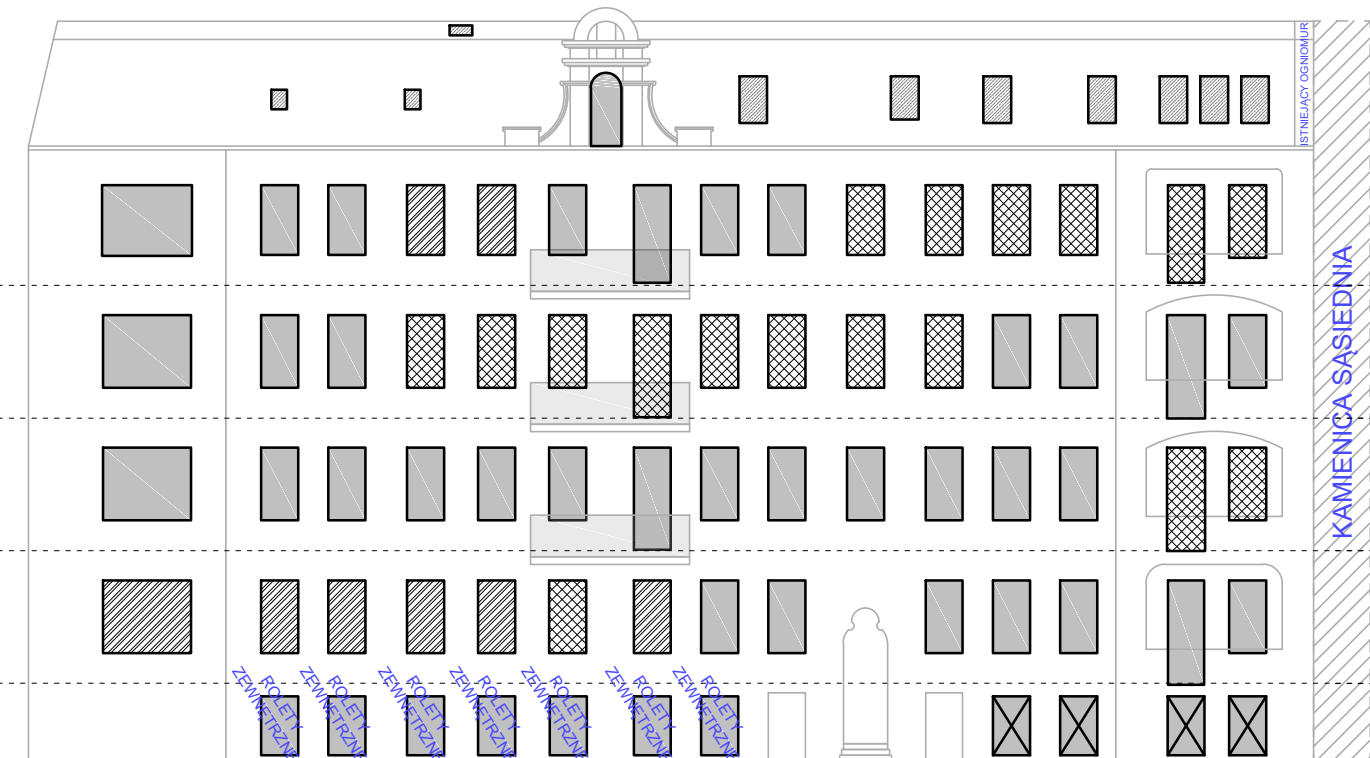 ISTNIEJĄCY OGNIOMUR
KAMIENICA SĄSIEDNIA
ROLETY
ZEWNĘTRZNE
ROLETY
ZEWNĘTRZNE
ROLETY
ZEWNĘTRZNE
ROLETY
ZEWNĘTRZNE
ROLETY
ZEWNĘTRZNE
ROLETY
ZEWNĘTRZNE
ROLETY
ZEWNĘTRZNE